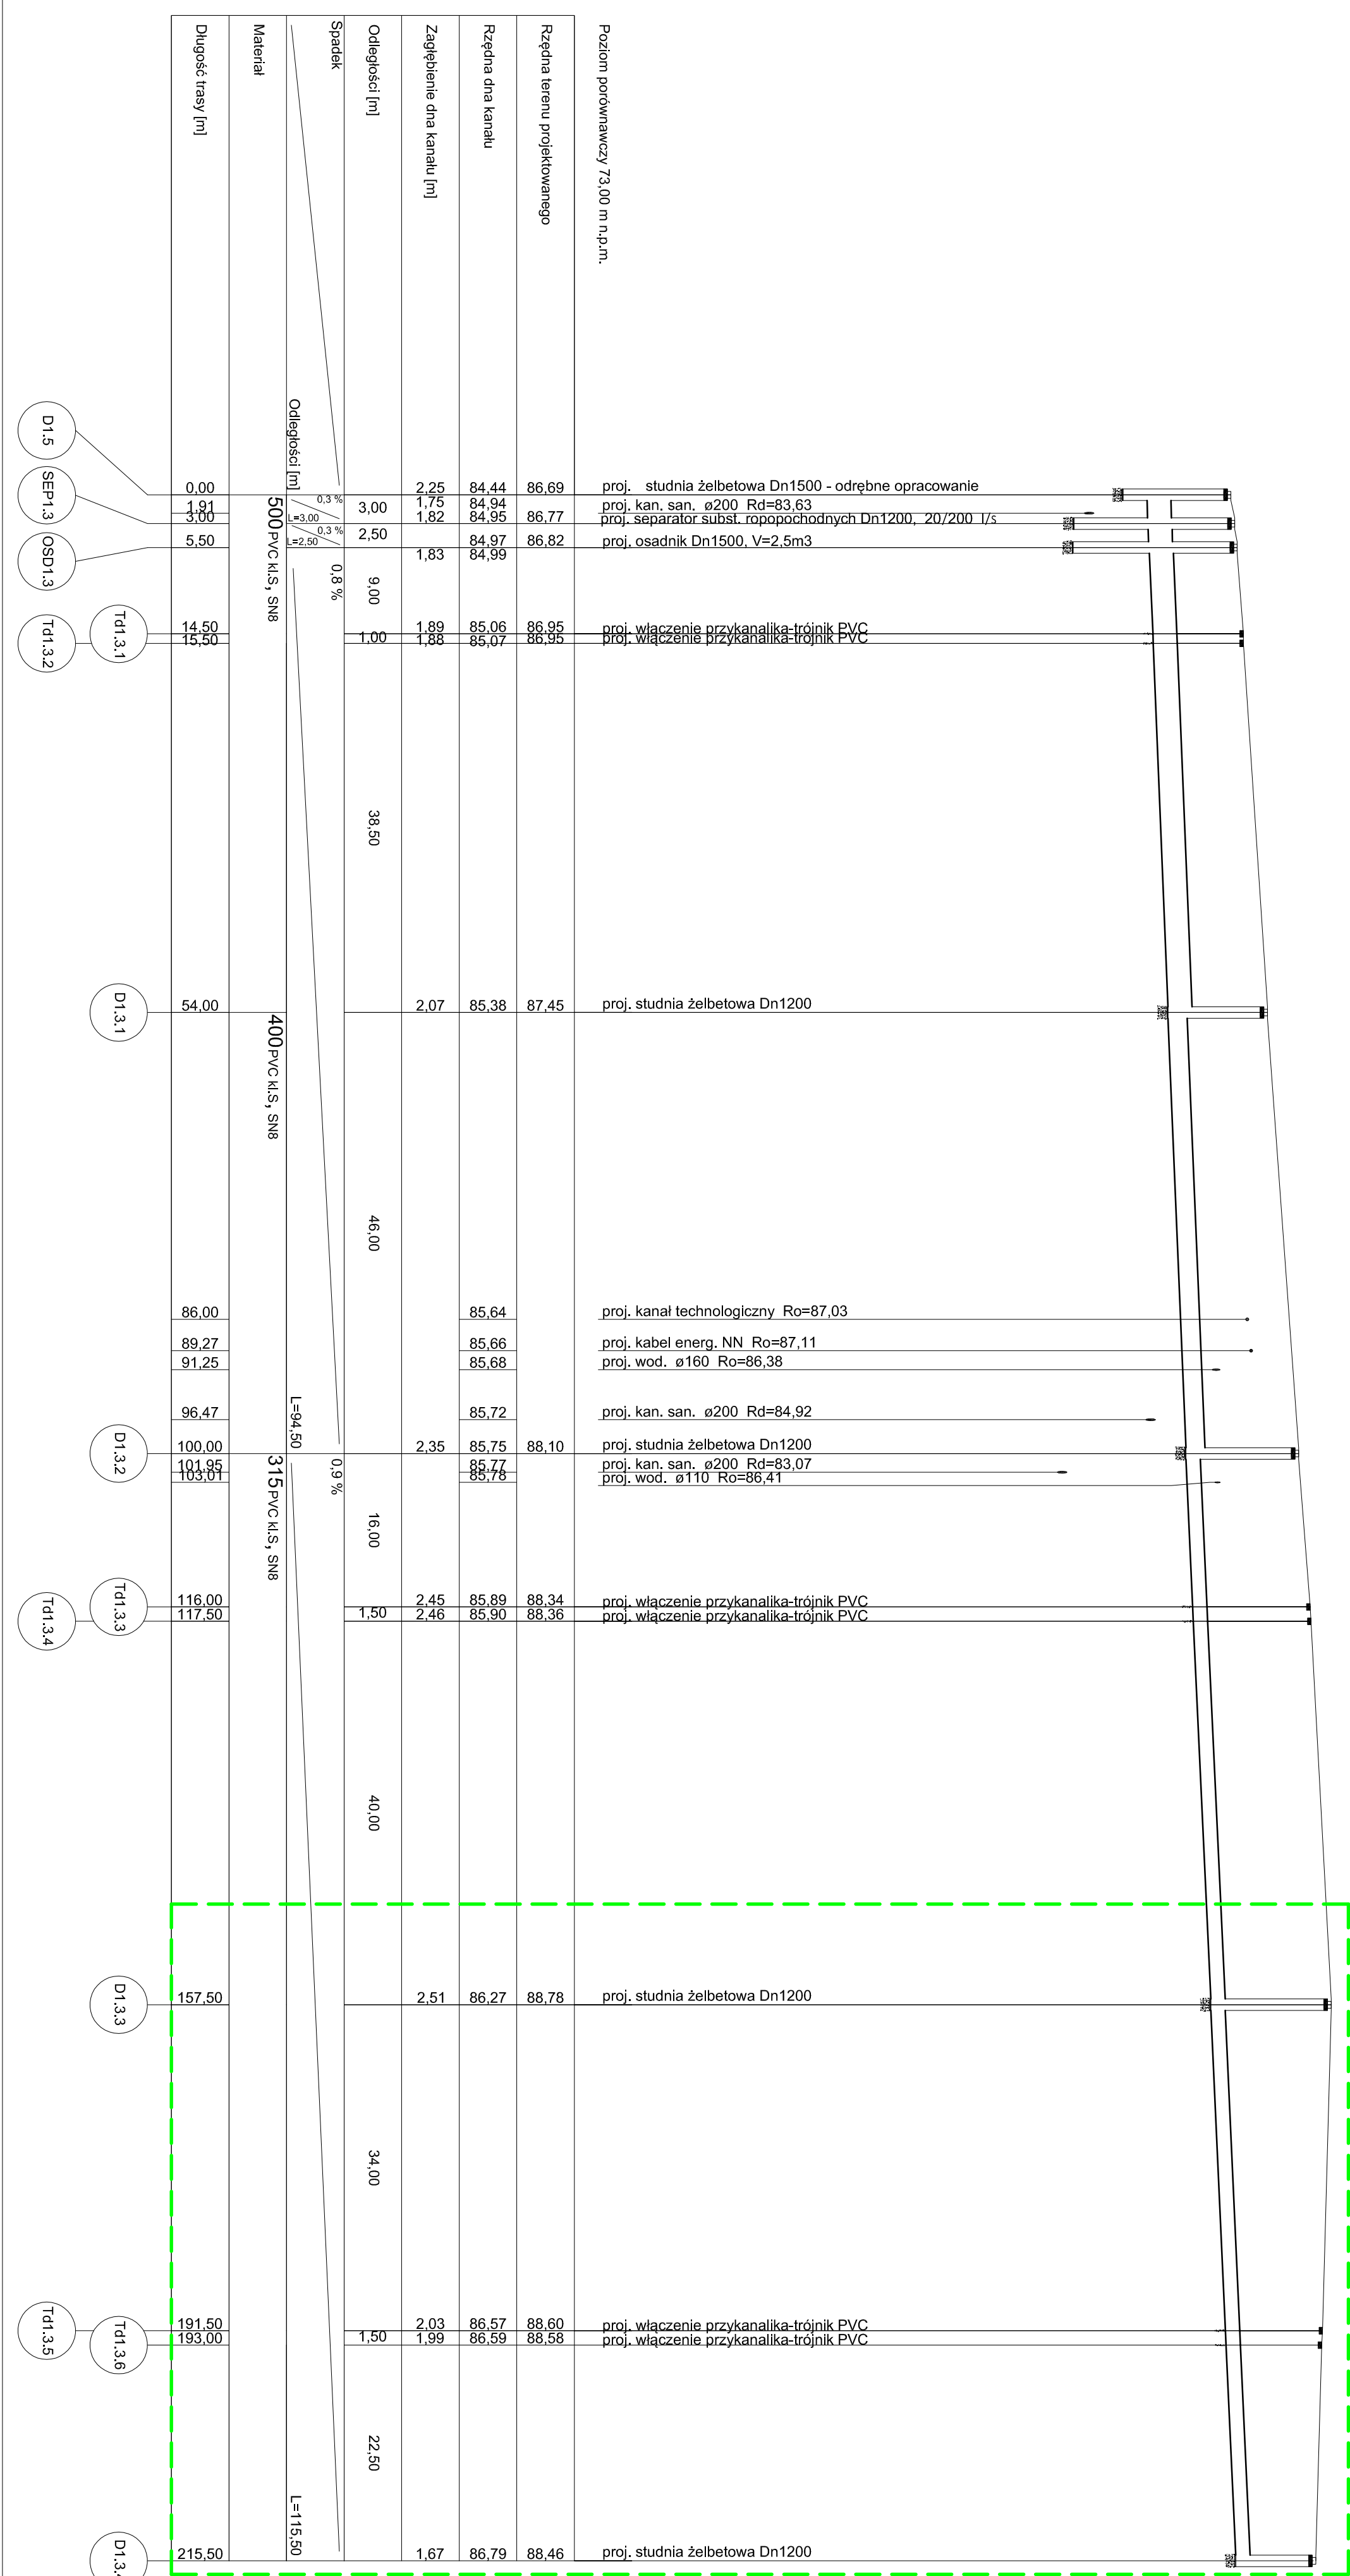 Poziom porównawczy 73,00 m n.p.m.
proj. studnia żelbetowa Dn1500 - odrębne opracowanie
proj. kan. san. ø200 Rd=83,63
proj. separator subst. ropopochodnych Dn1200, 20/200 l/s
proj. osadnik Dn1500, V=2,5m3
proj. włączenie przykanalika-trójnik PVC
proj. włączenie przykanalika-trójnik PVC
proj. studnia żelbetowa Dn1200
proj. kanał technologiczny Ro=87,03
proj. kabel energ. NN Ro=87,11
proj. wod. ø160 Ro=86,38
proj. kan. san. ø200 Rd=84,92
proj. studnia żelbetowa Dn1200
proj. kan. san. ø200 Rd=83,07
proj. wod. ø110 Ro=86,41
proj. włączenie przykanalika-trójnik PVC
proj. włączenie przykanalika-trójnik PVC
proj. studnia żelbetowa Dn1200
proj. włączenie przykanalika-trójnik PVC
proj. włączenie przykanalika-trójnik PVC
proj. studnia żelbetowa Dn1200
Rzędna terenu projektowanego
86,69
86,77
86,82
86,95
86,95
87,45
88,10
88,34
88,36
88,78
88,60
88,58
88,46
Rzędna dna kanału
84,44
84,94
84,95
84,97
84,99
85,06
85,07
85,38
85,64
85,66
85,68
85,72
85,75
85,77
85,78
85,89
85,90
86,27
86,57
86,59
86,79
Zagłębienie dna kanału [m]
2,25
1,75
1,82
1,83
1,89
1,88
2,07
2,35
2,45
2,46
2,51
2,03
1,99
1,67
Odległości [m]
3,00
2,50
9,00
1,00
38,50
46,00
16,00
1,50
40,00
34,00
1,50
22,50
Spadek
0,3 %
0,3 %
0,8 %
0,9 %
Odległości [m]
L=3,00
L=2,50
L=94,50
L=115,50
Materiał
500 PVC kl.S, SN8
400 PVC kl.S, SN8
315 PVC kl.S, SN8
Długość trasy [m]
0,00
1,91
3,00
5,50
14,50
15,50
54,00
86,00
89,27
91,25
96,47
100,00
101,95
103,01
116,00
117,50
157,50
191,50
193,00
215,50
D1.5
SEP1.3
OSD1.3
Td1.3.1
Td1.3.2
D1.3.1
D1.3.2
Td1.3.3
Td1.3.4
D1.3.3
Td1.3.5
Td1.3.6